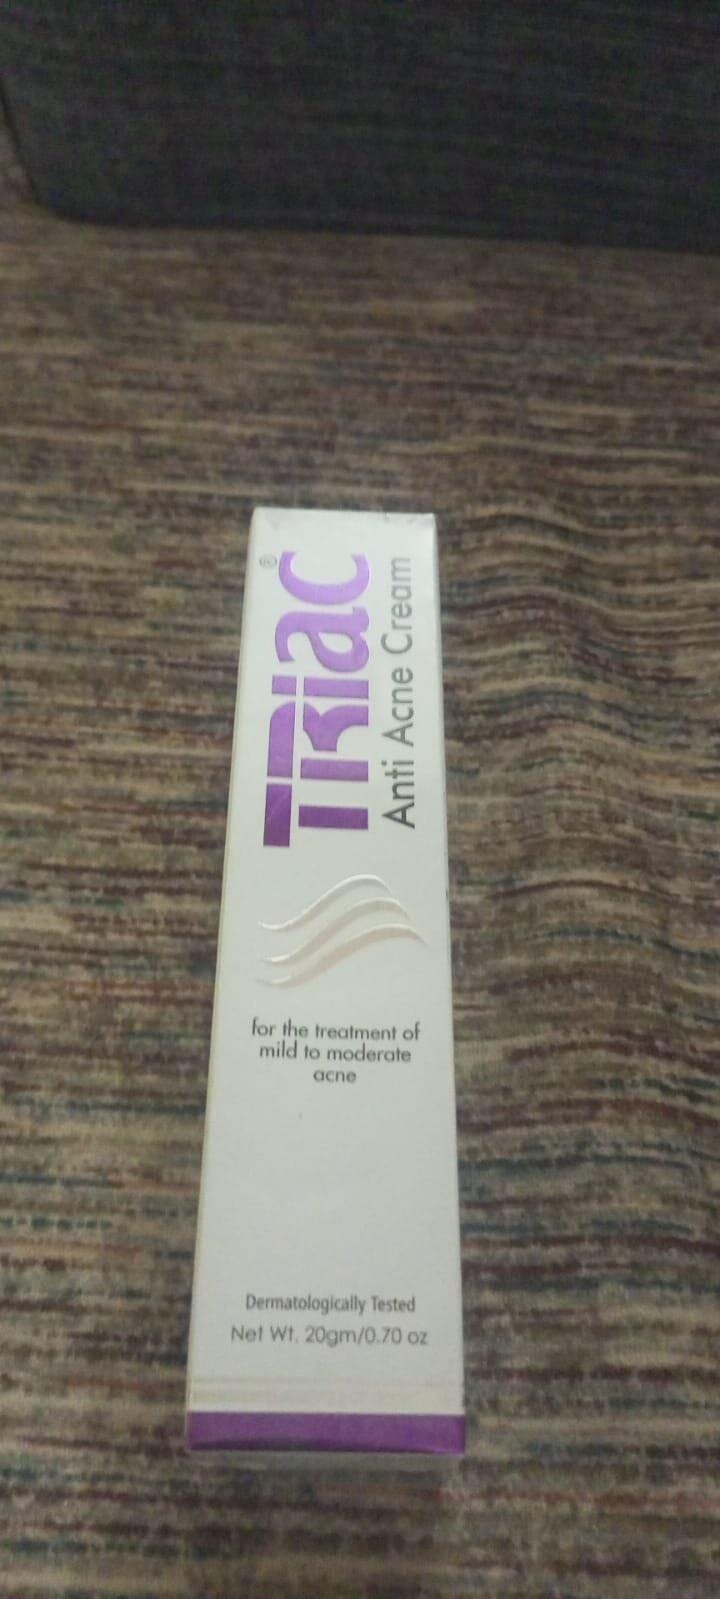 TRiac®
Anti Acne Cream
for the treatment of
mild to moderate
acne
Dermatologically Tested
Net Wt. 20gm/0.70 oz